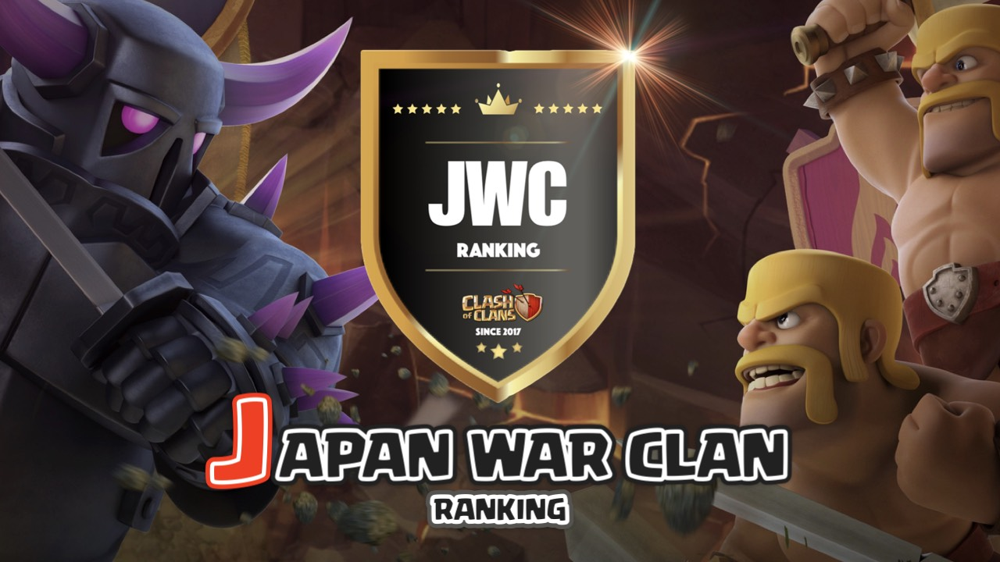 JWC
RANKING
CLASH
OF CLANS
SINCE 2017
JAPAN WAR CLAN
RANKING